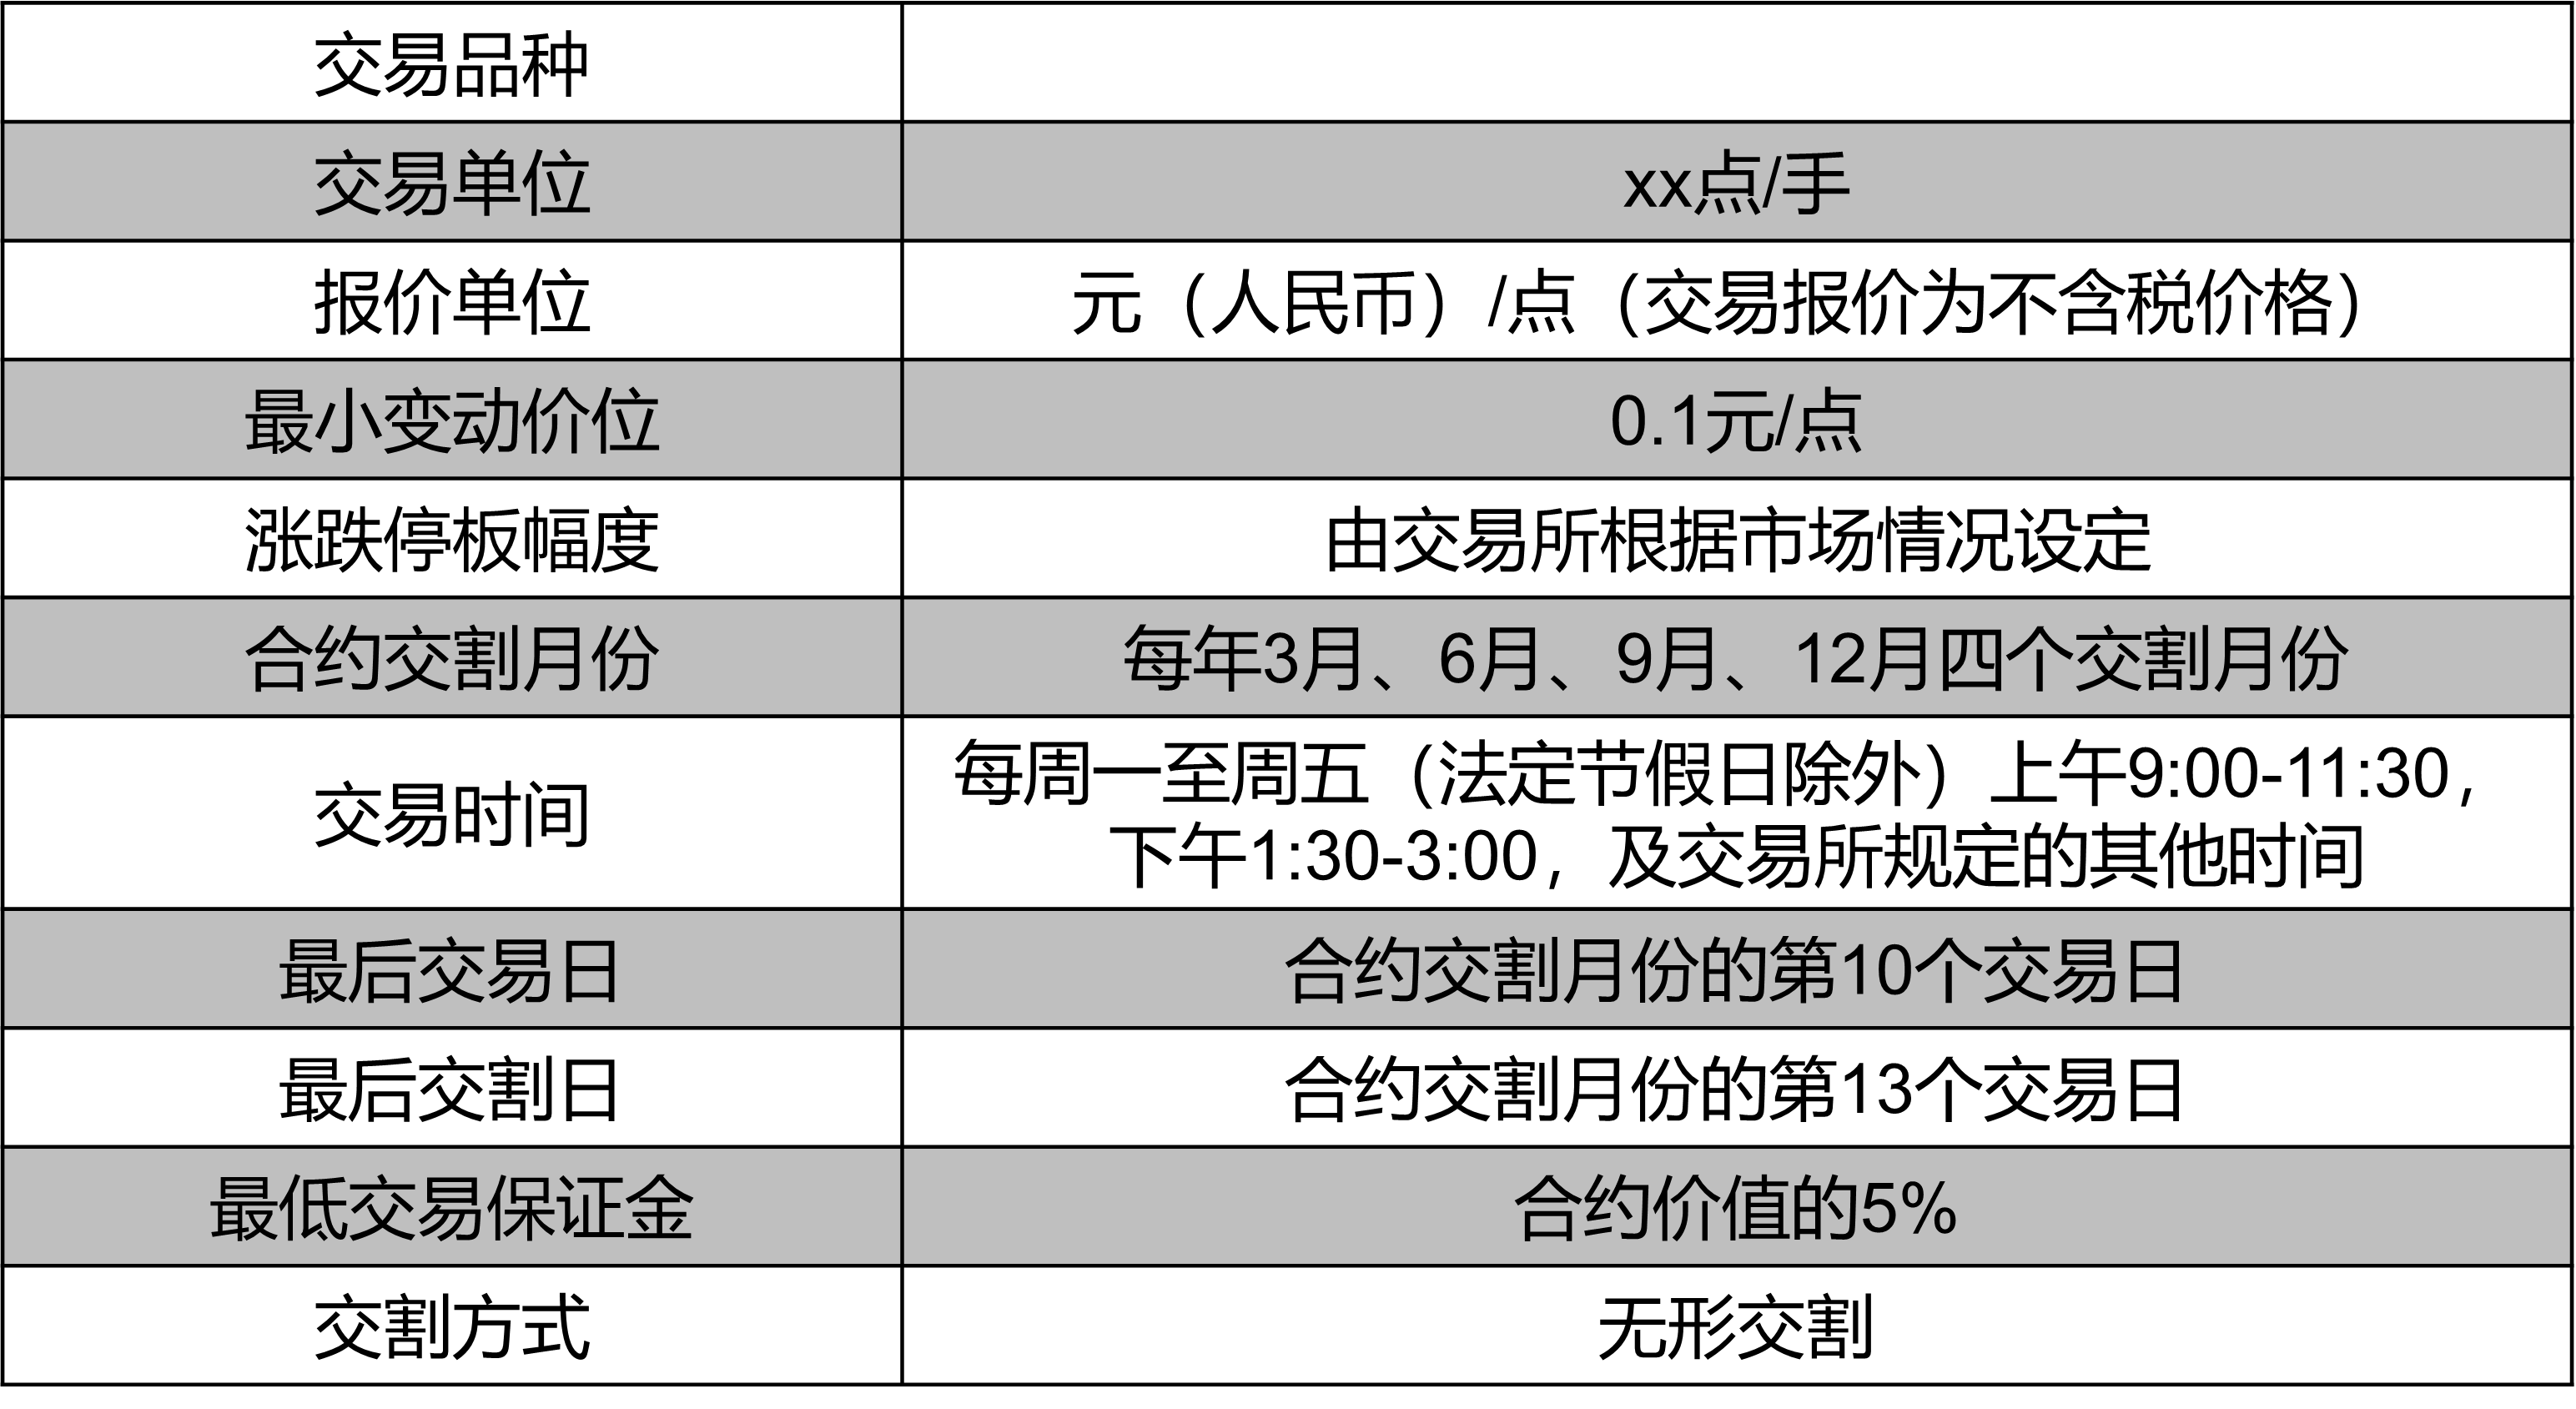 交易品种
交易单位
xx点/手
报价单位
元（人民币）/点（交易报价为不含税价格）
最小变动价位
0.1元/点
涨跌停板幅度
由交易所根据市场情况设定
合约交割月份
每年3月、6月、9月、12月四个交割月份
交易时间
每周一至周五（法定节假日除外）上午9:00-11:30，
下午1:30-3:00，及交易所规定的其他时间
最后交易日
合约交割月份的第10个交易日
最后交割日
合约交割月份的第13个交易日
最低交易保证金
合约价值的5%
交割方式
无形交割